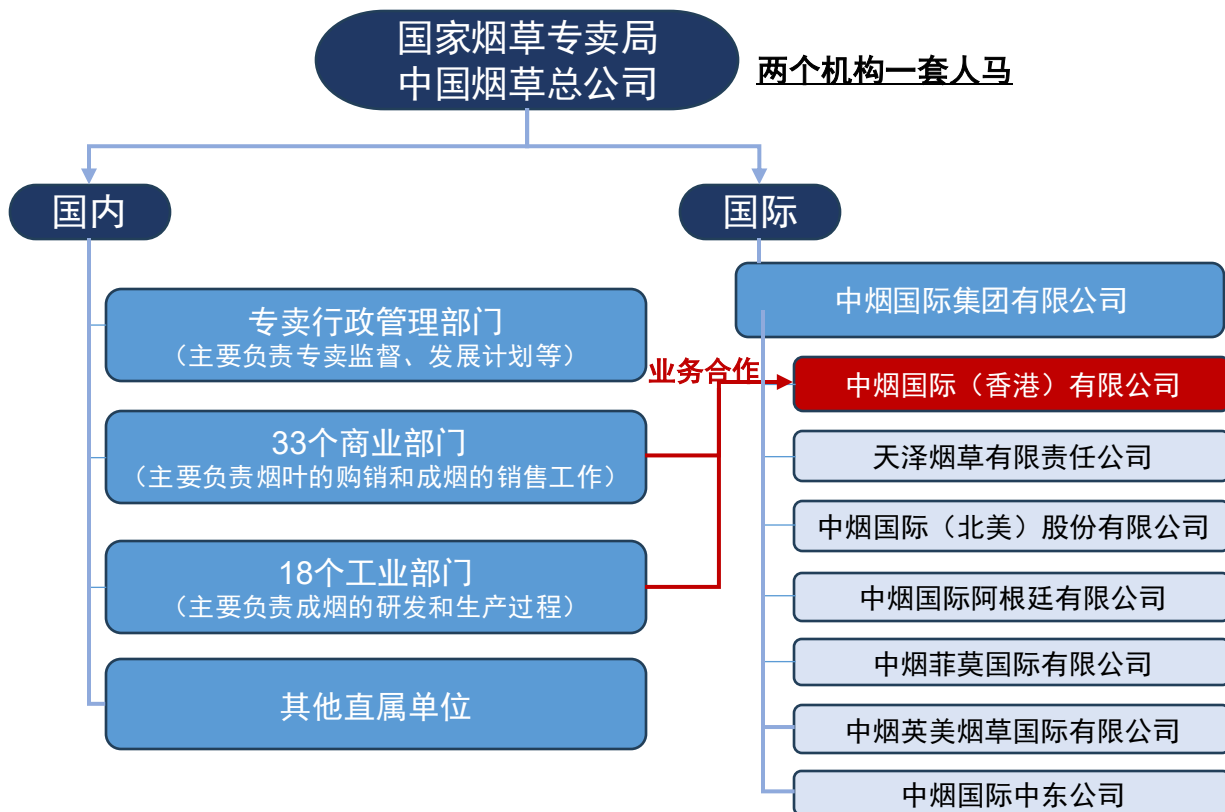 国家烟草专卖局
中国烟草总公司
两个机构一套人马
国内
国际
专卖行政管理部门
（主要负责专卖监督、发展计划等）
33个商业部门
（主要负责烟叶的购销和成烟的销售工作）
18个工业部门
（主要负责成烟的研发和生产过程）
其他直属单位
业务合作
中烟国际集团有限公司
中烟国际（香港）有限公司
天泽烟草有限责任公司
中烟国际（北美）股份有限公司
中烟国际阿根廷有限公司
中烟菲莫国际有限公司
中烟英美烟草国际有限公司
中烟国际中东公司